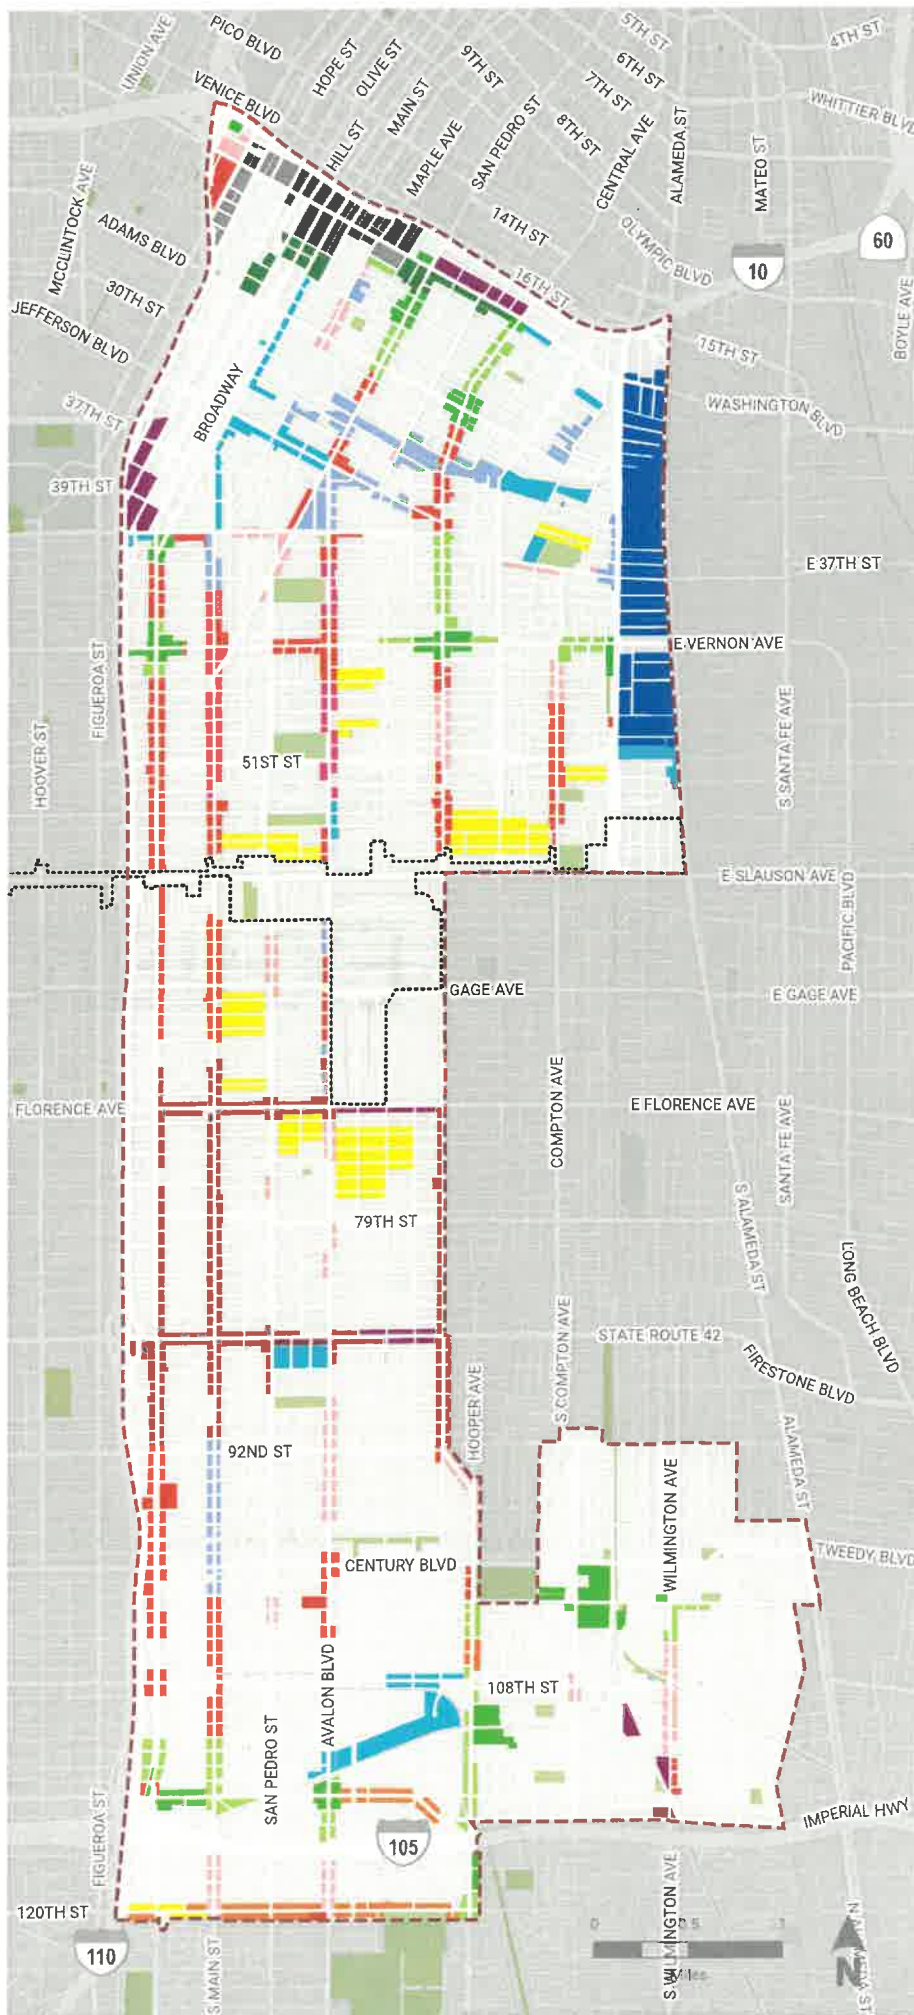 UNION AVE
PICO BLVD
HOPE ST
OLIVE ST
MAIN ST
9TH ST
5TH ST
6TH ST
7TH ST
4TH ST
VENICE BLVD
HILL ST
MAPLE AVE
SAN PEDRO ST
8TH ST
CENTRAL AVE
ALAMEDA ST
MATEO ST
WHITTIER BLVD
MCCLINTOCK AVE
ADAMS BLVD
14TH ST
OLYMPIC BLVD
10
60
30TH ST
16TH ST
BOYLE AVE
JEFFERSON BLVD
15TH ST
37TH ST
BROADWAY
WASHINGTON BLVD
39TH ST
E 37TH ST
E VERNON AVE
FIGUEROA ST
HOOVER ST
51ST ST
S SANTA FE AVE
E SLAUSON AVE
PACIFIC BLVD
GAGE AVE
E GAGE AVE
COMPTON AVE
FLORENCE AVE
E FLORENCE AVE
SANTA FE AVE
79TH ST
S ALAMEDA ST
LONG BEACH BLVD
STATE ROUTE 42
FIRESTONE BLVD
HOOPER AVE
S COMPTON AVE
92ND ST
ALAMEDA ST
WILMINGTON AVE
CENTURY BLVD
TWEEDY BLVD
108TH ST
AVALON BLVD
SAN PEDRO ST
FIGUEROA ST
105
IMPERIAL HWY
120TH ST
110
S MAIN ST
S WILMINGTON AVE
0
1
Miles
N